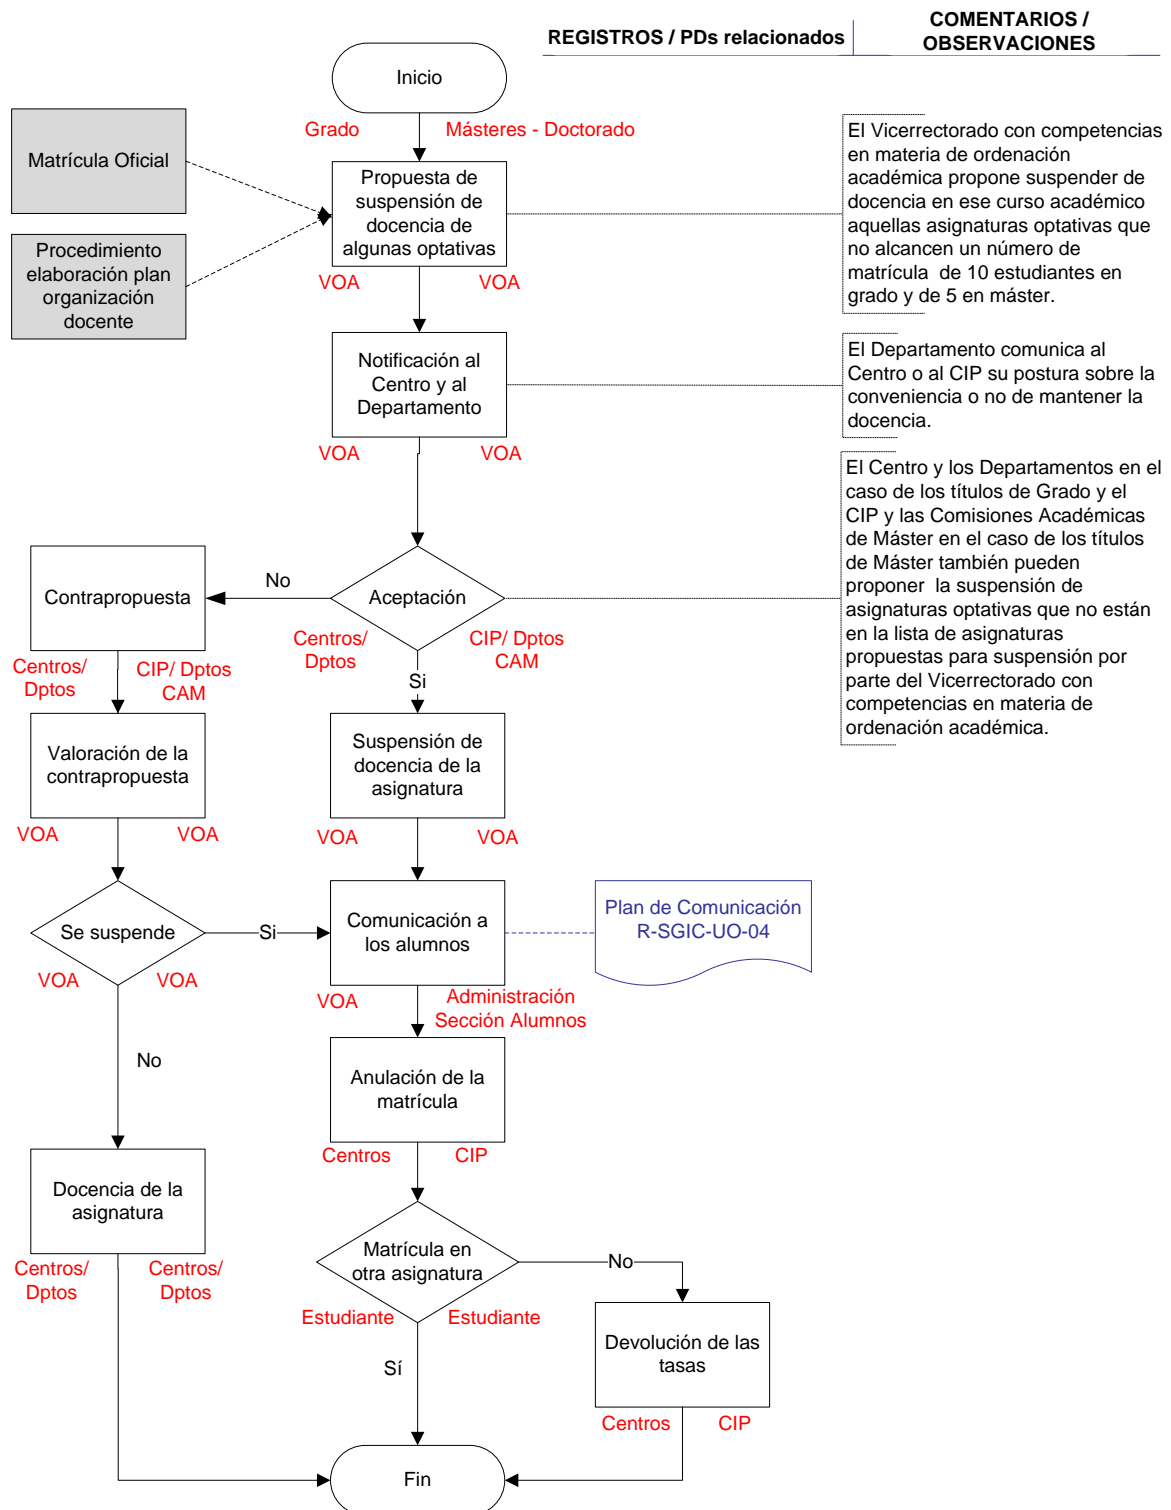 REGISTROS / PDs relacionados
COMENTARIOS /
OBSERVACIONES
Inicio
Grado
Másteres - Doctorado
Matrícula Oficial
Propuesta de
suspensión de
docencia de
algunas optativas
VOA
VOA
El Vicerrectorado con competencias
en materia de ordenación
académica propone suspender de
docencia en ese curso académico
aquellas asignaturas optativas que
no alcancen un número de
matrícula  de 10 estudiantes en
grado y de 5 en máster.
Procedimiento
elaboración plan
organización
docente
Notificación al
Centro y al
Departamento
VOA
VOA
El Departamento comunica al
Centro o al CIP su postura sobre la
conveniencia o no de mantener la
docencia.
Aceptación
Centros/
Dptos
CIP/ Dptos
CAM
No
Si
El Centro y los Departamentos en el
caso de los títulos de Grado y el
CIP y las Comisiones Académicas
de Máster en el caso de los títulos
de Máster también pueden
proponer  la suspensión de
asignaturas optativas que no están
en la lista de asignaturas
propuestas para suspensión por
parte del Vicerrectorado con
competencias en materia de
ordenación académica.
Contrapropuesta
Centros/
Dptos
CIP/ Dptos
CAM
Valoración de la
contrapropuesta
VOA
VOA
Suspensión de
docencia de la
asignatura
VOA
VOA
Se suspende
VOA
VOA
Si
No
Comunicación a
los alumnos
VOA
Administración
Sección Alumnos
Plan de Comunicación
R-SGIC-UO-04
Anulación de la
matrícula
Centros
CIP
Docencia de la
asignatura
Centros/
Dptos
Centros/
Dptos
Matrícula en
otra asignatura
Estudiante
Estudiante
No
Sí
Devolución de las
tasas
Centros
CIP
Fin